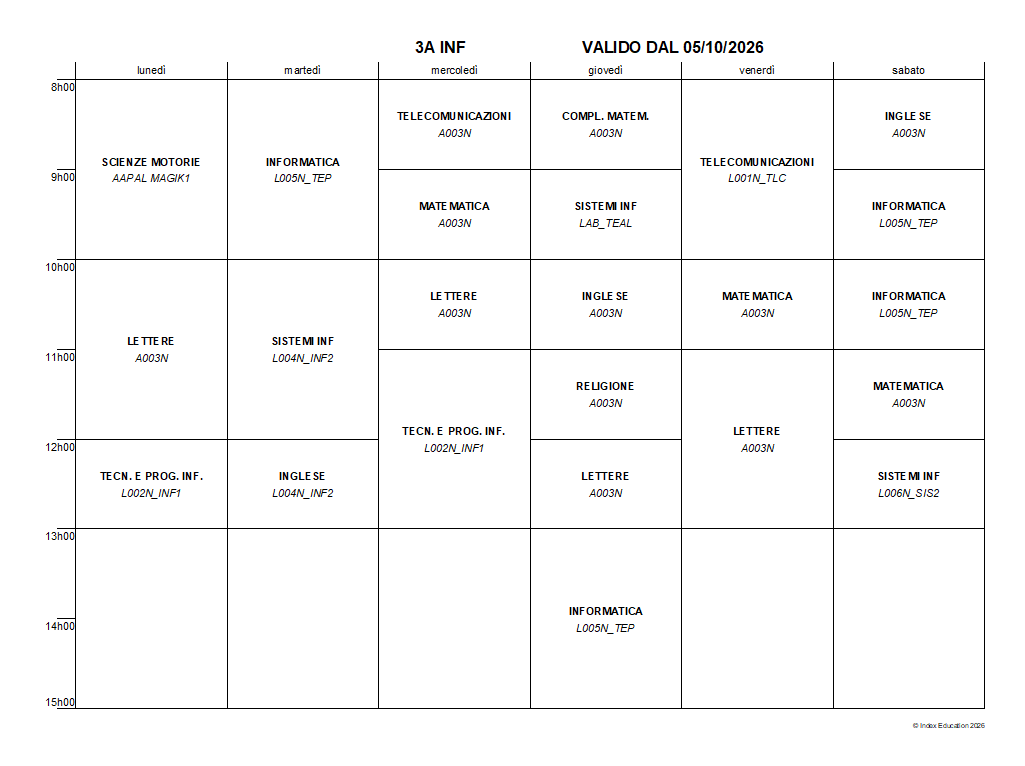 3A INF VALIDO DAL 05/10/2026
lunedì martedì mercoledì giovedì venerdì sabato
8h00
TELECOMUNICAZIONI COMPL. MATEM. INGLESE
A003N A003N A003N
SCIENZE MOTORIE INFORMATICA TELECOMUNICAZIONI
9h00 AAPAL MAGIK1 L005N_TEP L001N_TLC
MATEMATICA SISTEMI INF INFORMATICA
A003N LAB_TEAL L005N_TEP
10h00
LETTERE INGLESE MATEMATICA INFORMATICA
A003N A003N A003N L005N_TEP
LETTERE SISTEMI INF
11h00 A003N L004N_INF2
RELIGIONE MATEMATICA
A003N A003N
TECN. E PROG. INF. LETTERE
12h00 L002N_INF1 A003N
TECN. E PROG. INF. INGLESE LETTERE SISTEMI INF
L002N_INF1 L004N_INF2 A003N L006N_SIS2
13h00
INFORMATICA
14h00 L005N_TEP
15h00
© Index Education 2026